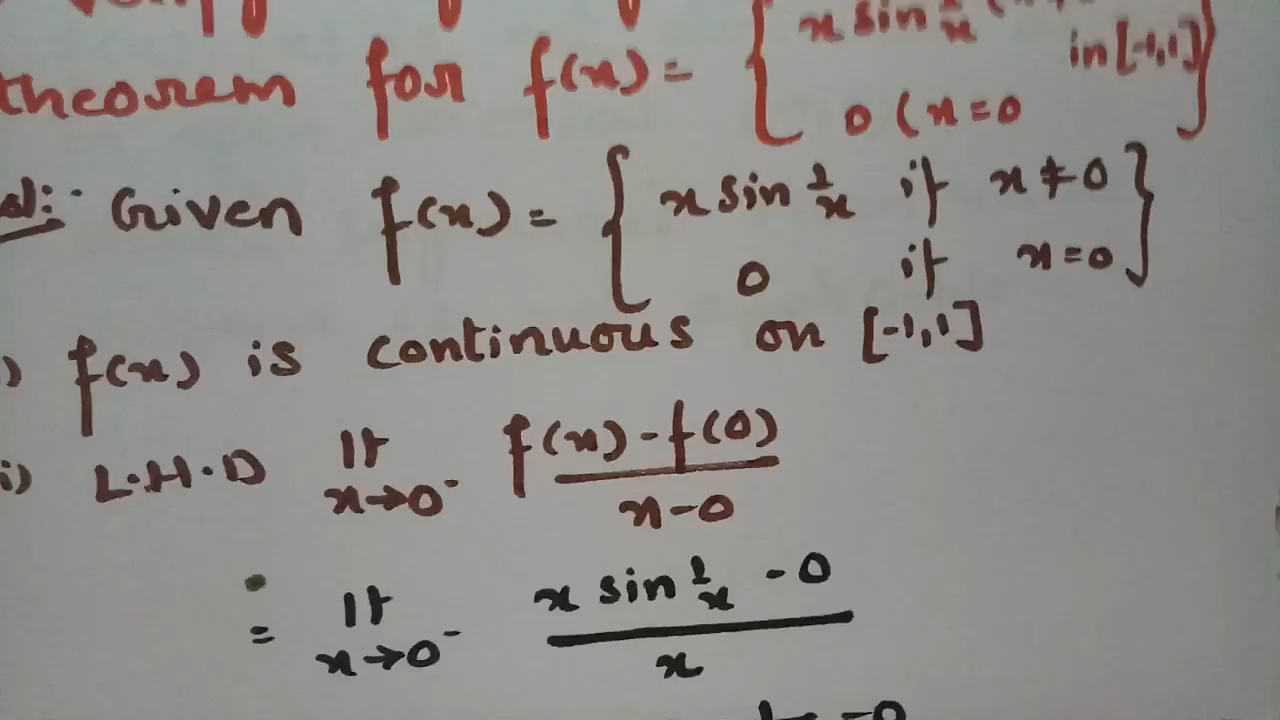 theorem for f(x) = { x sin 1/x in [-1,1]
0 (x=0 }
Given f(x) = { x sin 1/x if x ≠ 0
0 if x = 0 }
) f(x) is continuous on [-1,1]
i) L.H.D lt x→0⁻ f(x) - f(0) / x - 0
= lt x→0⁻ x sin 1/x - 0 / x